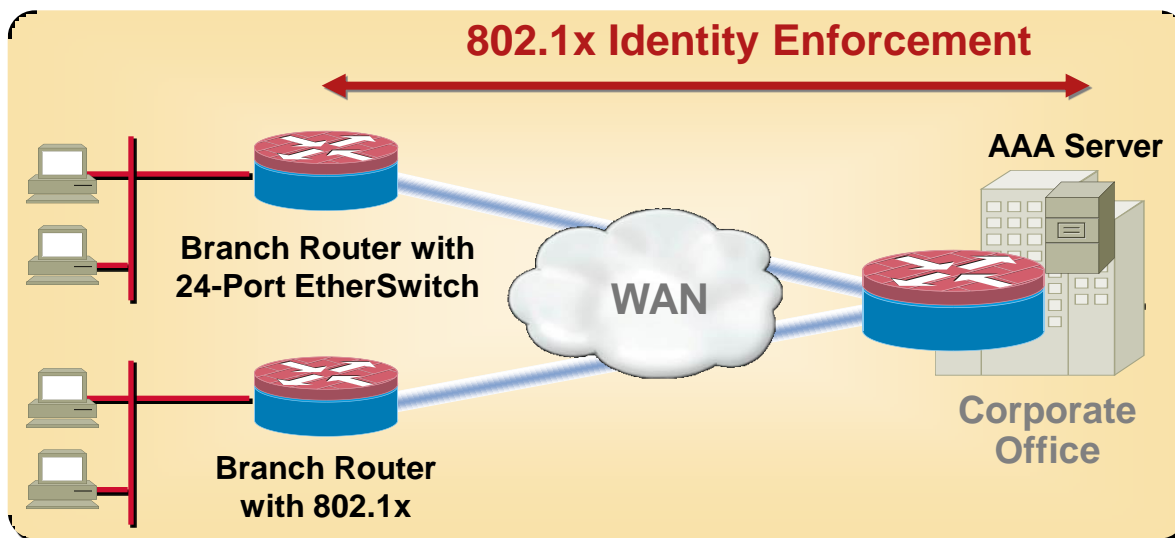 802.1x Identity Enforcement
AAA Server
Branch Router with
24-Port EtherSwitch
WAN
Corporate
Office
Branch Router
with 802.1x